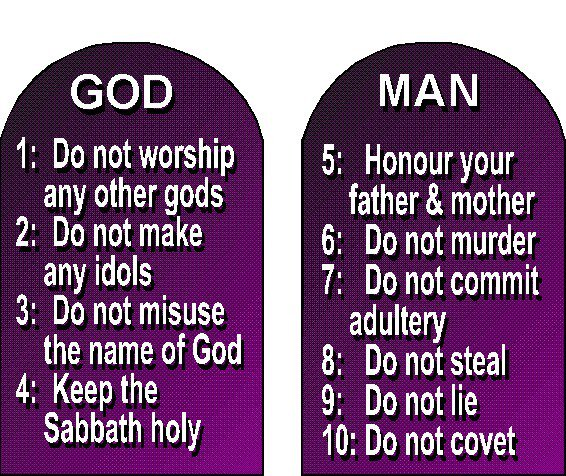 GOD
1: Do not worship
any other gods
2: Do not make
any idols
3: Do not misuse
the name of God
4: Keep the
Sabbath holy
MAN
5: Honour your
father & mother
6: Do not murder
7: Do not commit
adultery
8: Do not steal
9: Do not lie
10: Do not covet